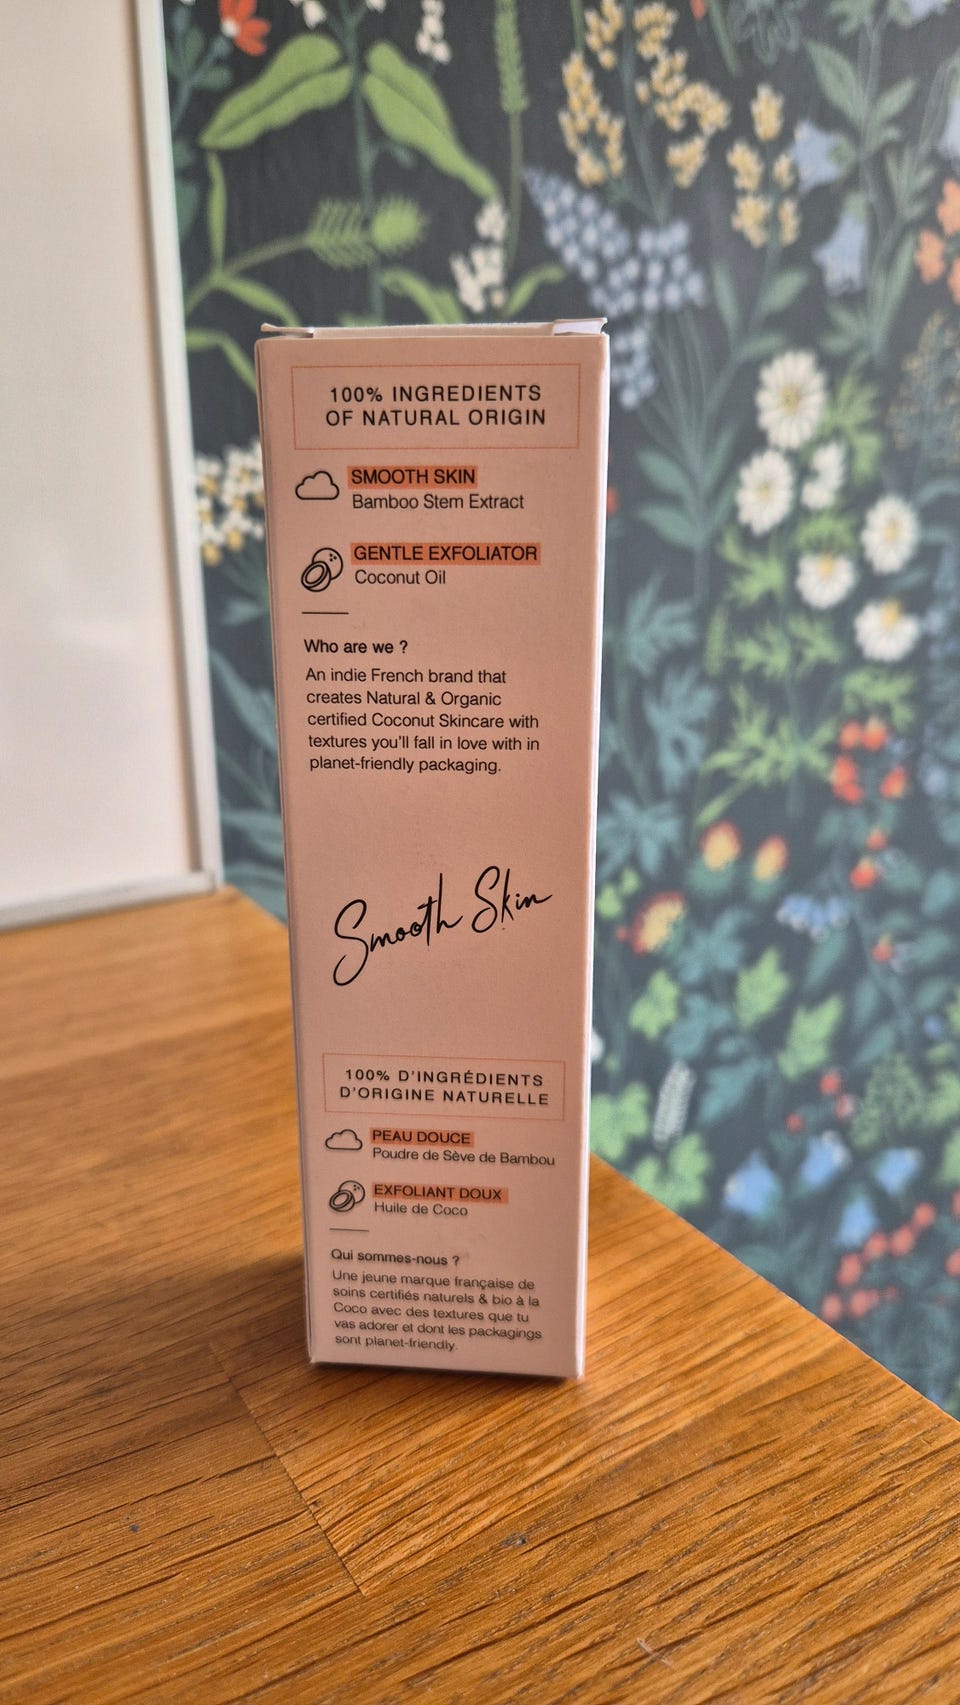 100% INGREDIENTS
OF NATURAL ORIGIN
SMOOTH SKIN
Bamboo Stem Extract
GENTLE EXFOLIATOR
Coconut Oil
Who are we ?
An indie French brand that
creates Natural & Organic
certified Coconut Skincare with
textures you'll fall in love with in
planet-friendly packaging.
Smooth Skin
100% D'INGRÉDIENTS
D'ORIGINE NATURELLE
PEAU DOUCE
Poudre de Sève de Bambou
EXFOLIANT DOUX
Huile de Coco
Qui sommes-nous ?
Une jeune marque française de
soins certifiés naturels & bio à la
Coco avec des textures que tu
vas adorer et dont les packagings
sont planet-friendly.